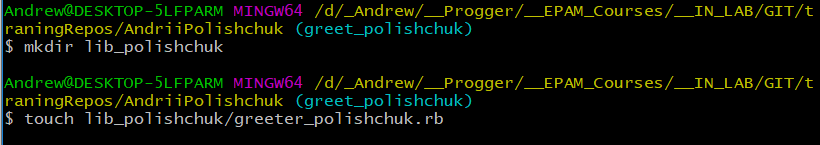 Andrew@DESKTOP-5LFPARM MINGW64 /d/_Andrew/__Progger/__EPAM_Courses/__IN_LAB/GIT/t
raningRepos/AndriiPolishchuk (greet_polishchuk)
$ mkdir lib_polishchuk
Andrew@DESKTOP-5LFPARM MINGW64 /d/_Andrew/__Progger/__EPAM_Courses/__IN_LAB/GIT/t
raningRepos/AndriiPolishchuk (greet_polishchuk)
$ touch lib_polishchuk/greeter_polishchuk.rb